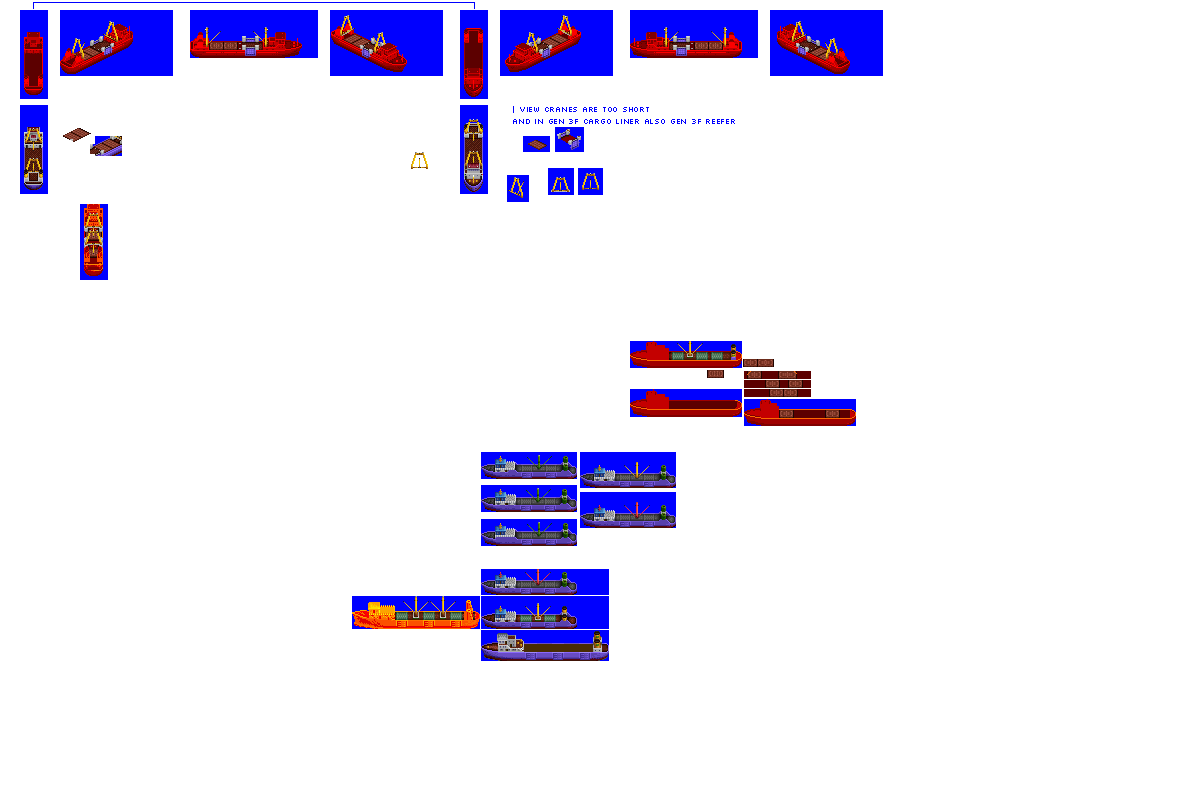 | VIEW CRANES ARE TOO SHORT
AND IN GEN 3F CARGO LINER ALSO GEN 3F REEFER